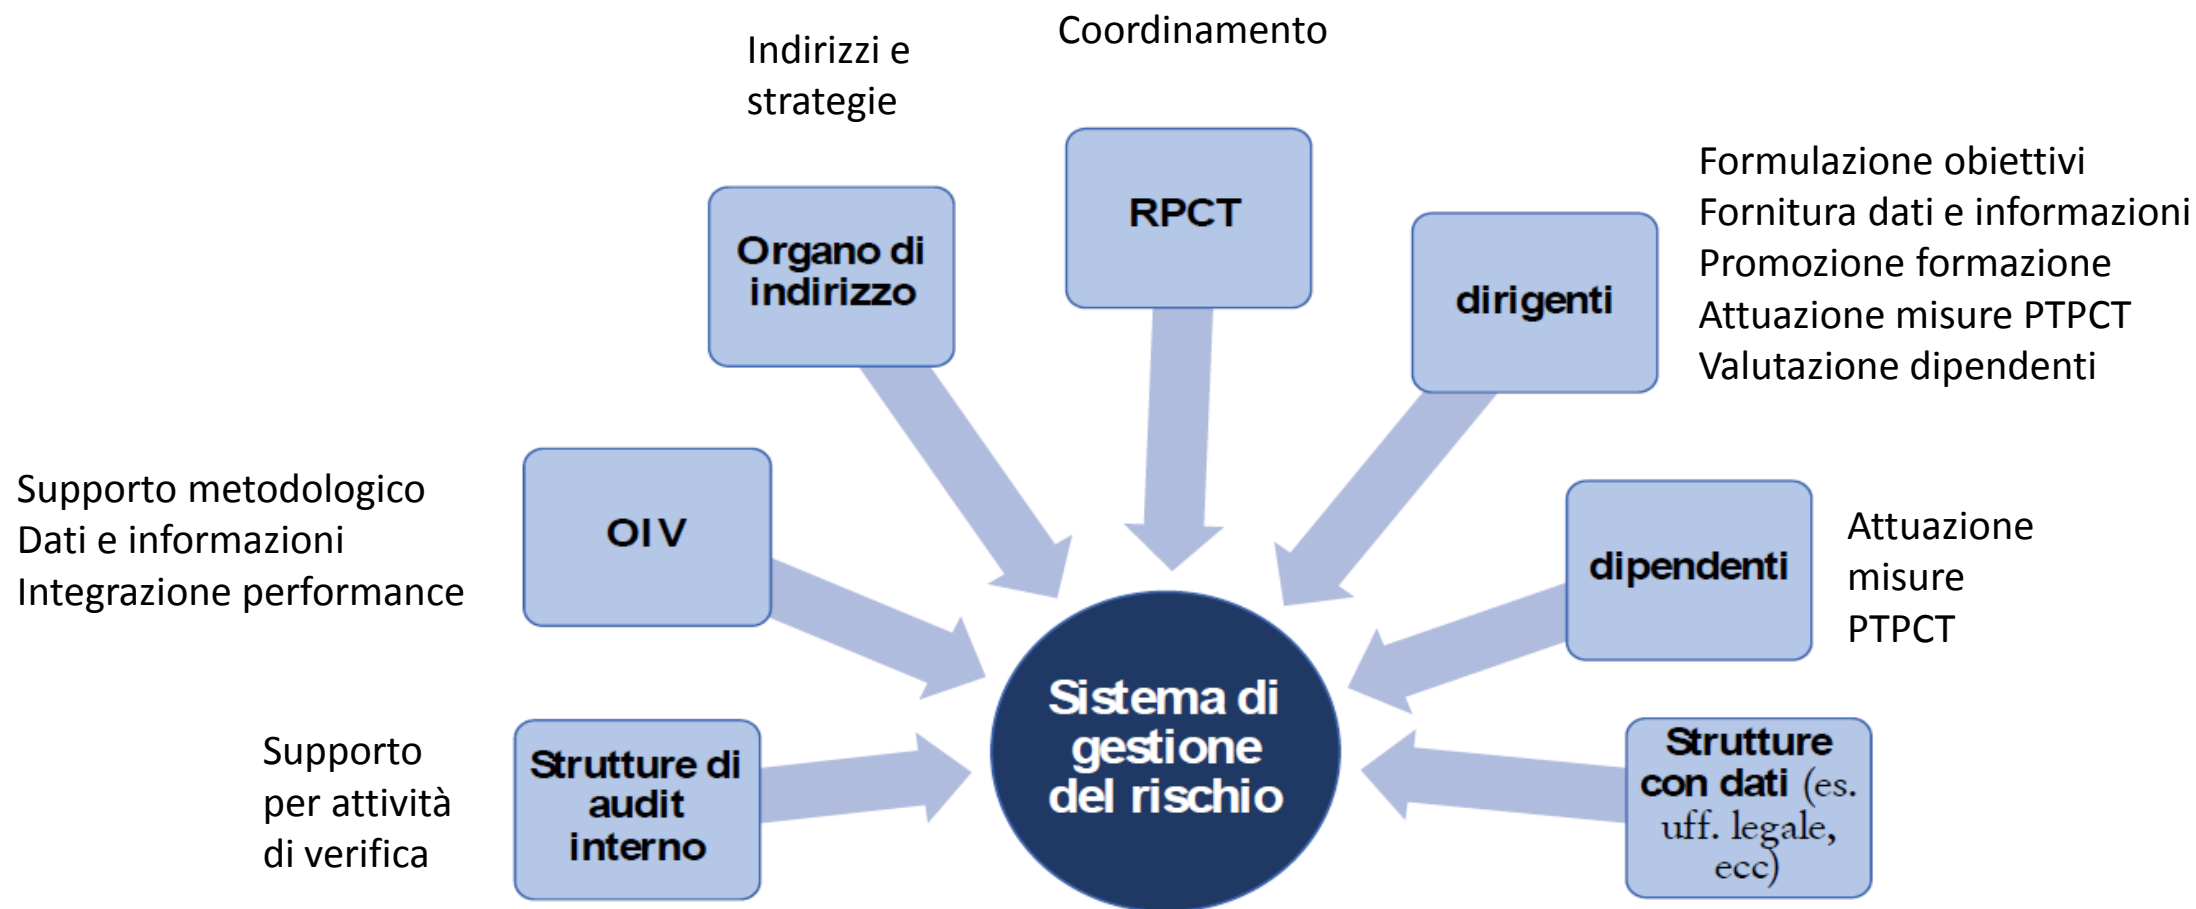 Coordinamento
Indirizzi e
strategie
RPCT
Organo di
indirizzo
dirigenti
Formulazione obiettivi
Fornitura dati e informazioni
Promozione formazione
Attuazione misure PTPCT
Valutazione dipendenti
Supporto metodologico
Dati e informazioni
Integrazione performance
OIV
dipendenti
Attuazione
misure
PTPCT
Supporto
per attività
di verifica
Strutture di
audit
interno
Sistema di
gestione
del rischio
Strutture
con dati (es.
uff. legale,
ecc)